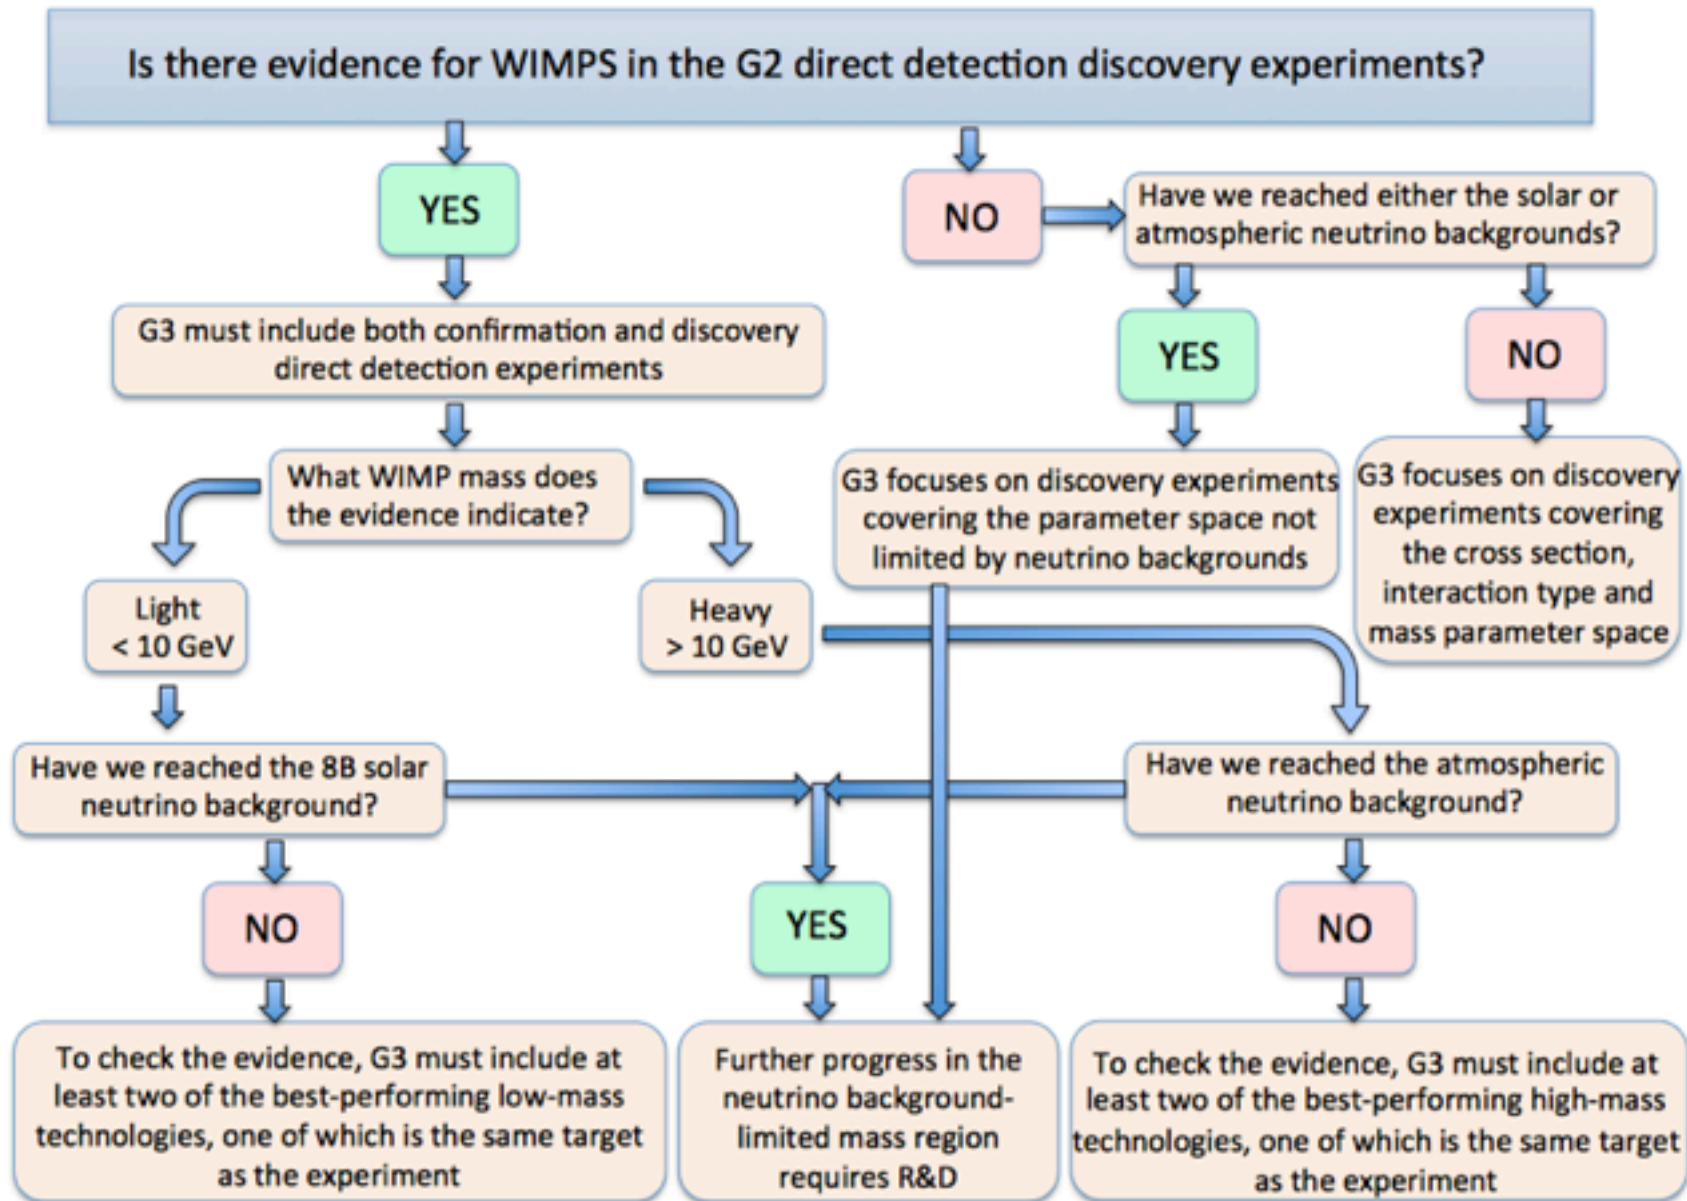 Is there evidence for WIMPS in the G2 direct detection discovery experiments?
YES
NO
Have we reached either the solar or
atmospheric neutrino backgrounds?
G3 must include both confirmation and discovery
direct detection experiments
YES
NO
What WIMP mass does
the evidence indicate?
G3 focuses on discovery experiments
covering the parameter space not
limited by neutrino backgrounds
G3 focuses on discovery
experiments covering
the cross section,
interaction type and
mass parameter space
Light
< 10 GeV
Heavy
> 10 GeV
Have we reached the 8B solar
neutrino background?
Have we reached the atmospheric
neutrino background?
NO
YES
NO
To check the evidence, G3 must include at
least two of the best-performing low-mass
technologies, one of which is the same target
as the experiment
Further progress in the
neutrino background-
limited mass region
requires R&D
To check the evidence, G3 must include at
least two of the best-performing high-mass
technologies, one of which is the same target
as the experiment